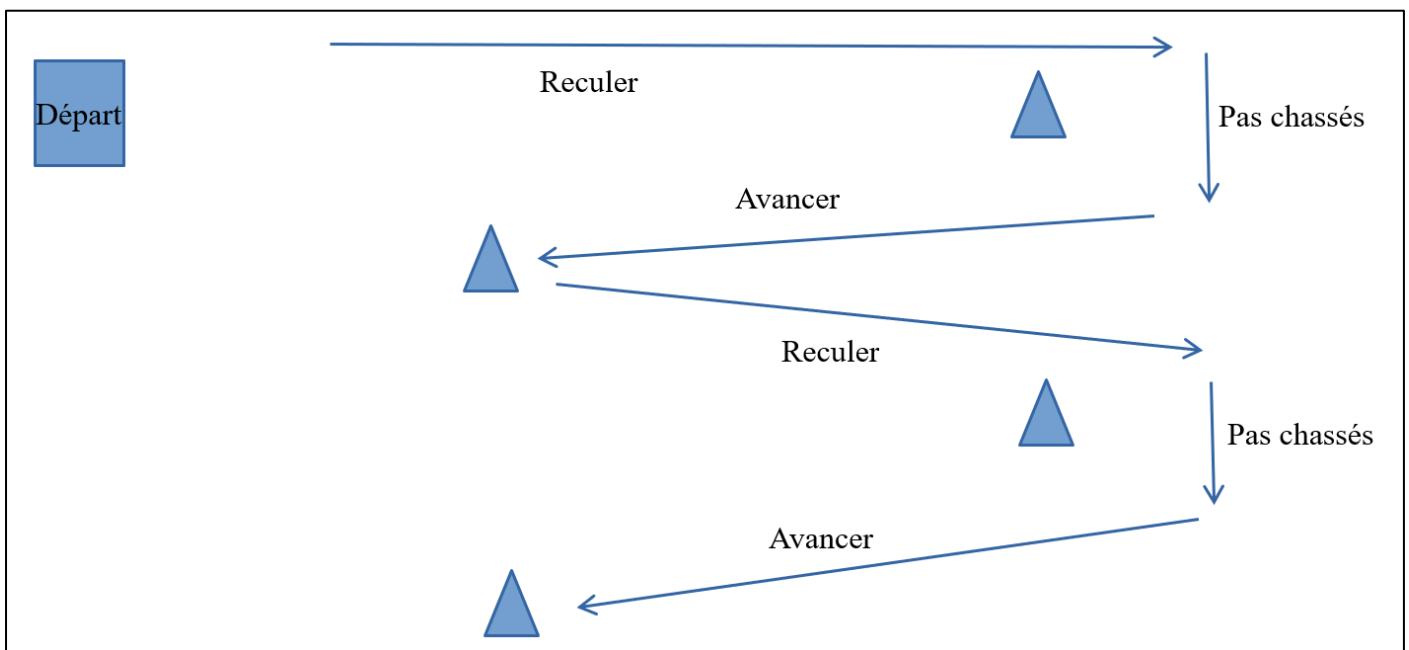 Départ
Reculer
Pas chassés
Avancer
Reculer
Pas chassés
Avancer